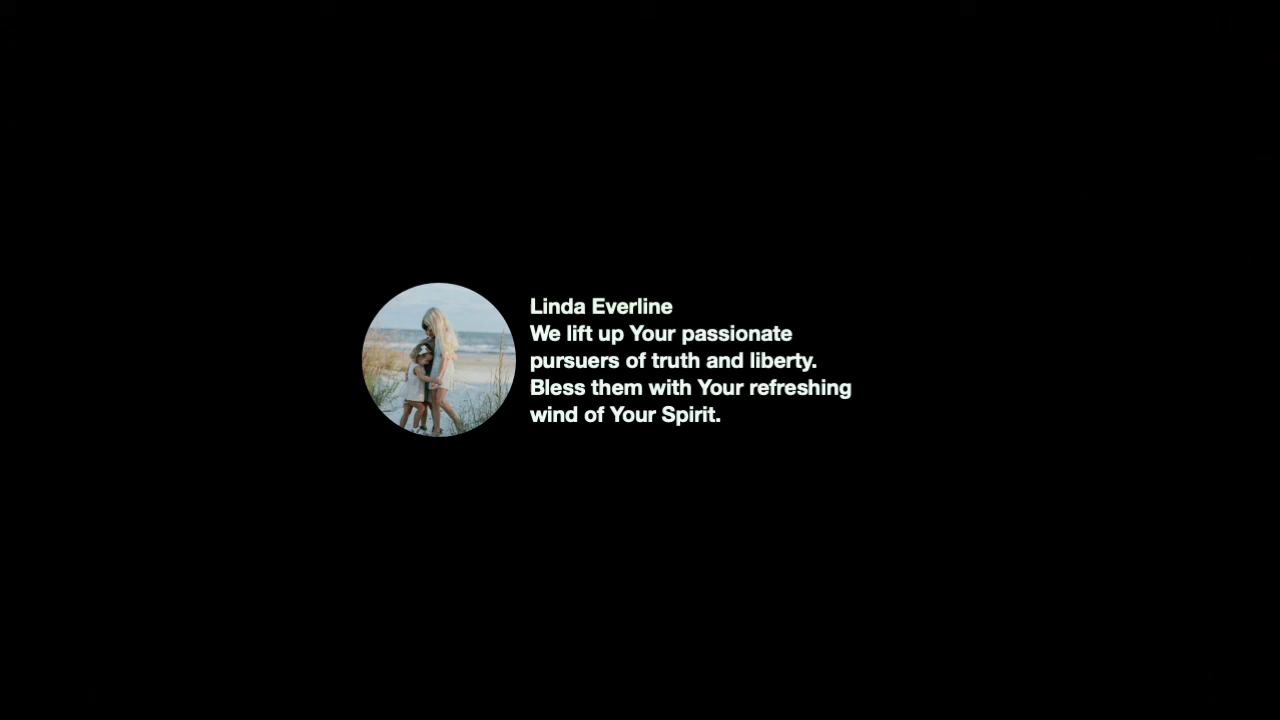 Linda Everline
We lift up Your passionate
pursuers of truth and liberty.
Bless them with Your refreshing
wind of Your Spirit.